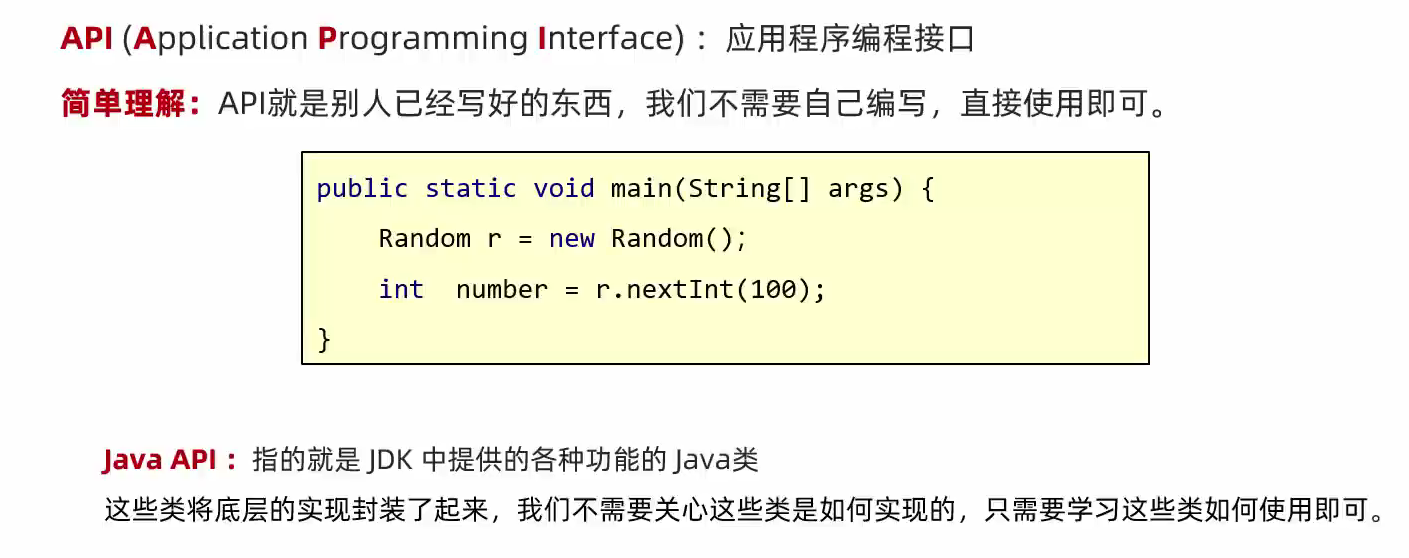 API (Application Programming Interface) ：应用程序编程接口
简单理解：API就是别人已经写好的东西，我们不需要自己编写，直接使用即可。
public static void main(String[] args) {
    Random r = new Random();
    int  number = r.nextInt(100);
}
Java API ：指的就是 JDK 中提供的各种功能的 Java类
这些类将底层的实现封装了起来，我们不需要关心这些类是如何实现的，只需要学习这些类如何使用即可。